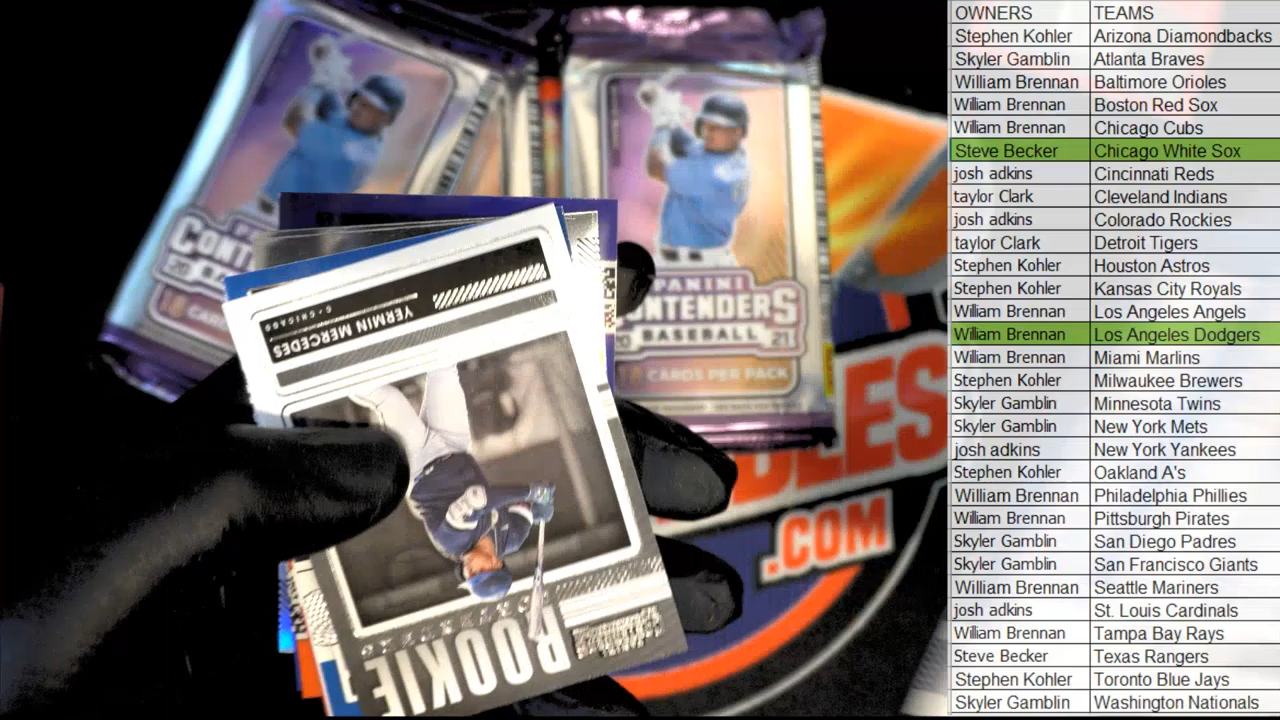 OWNERS TEAMS
Stephen Kohler Arizona Diamondbacks
Skyler Gamblin Atlanta Braves
William Brennan Baltimore Orioles
William Brennan Boston Red Sox
William Brennan Chicago Cubs
Steve Becker Chicago White Sox
josh adkins Cincinnati Reds
taylor Clark Cleveland Indians
josh adkins Colorado Rockies
taylor Clark Detroit Tigers
Stephen Kohler Houston Astros
Stephen Kohler Kansas City Royals
William Brennan Los Angeles Angels
William Brennan Los Angeles Dodgers
William Brennan Miami Marlins
Stephen Kohler Milwaukee Brewers
Skyler Gamblin Minnesota Twins
Skyler Gamblin New York Mets
josh adkins New York Yankees
Stephen Kohler Oakland A's
William Brennan Philadelphia Phillies
William Brennan Pittsburgh Pirates
Skyler Gamblin San Diego Padres
Skyler Gamblin San Francisco Giants
William Brennan Seattle Mariners
josh adkins St. Louis Cardinals
William Brennan Tampa Bay Rays
Steve Becker Texas Rangers
Stephen Kohler Toronto Blue Jays
Skyler Gamblin Washington Nationals
PANINI
CONTENDERS
BASEBALL
20 21
CARDS PER PACK
YERMIN MERCEDES
C • CHICAGO
ROOKIE
.COM